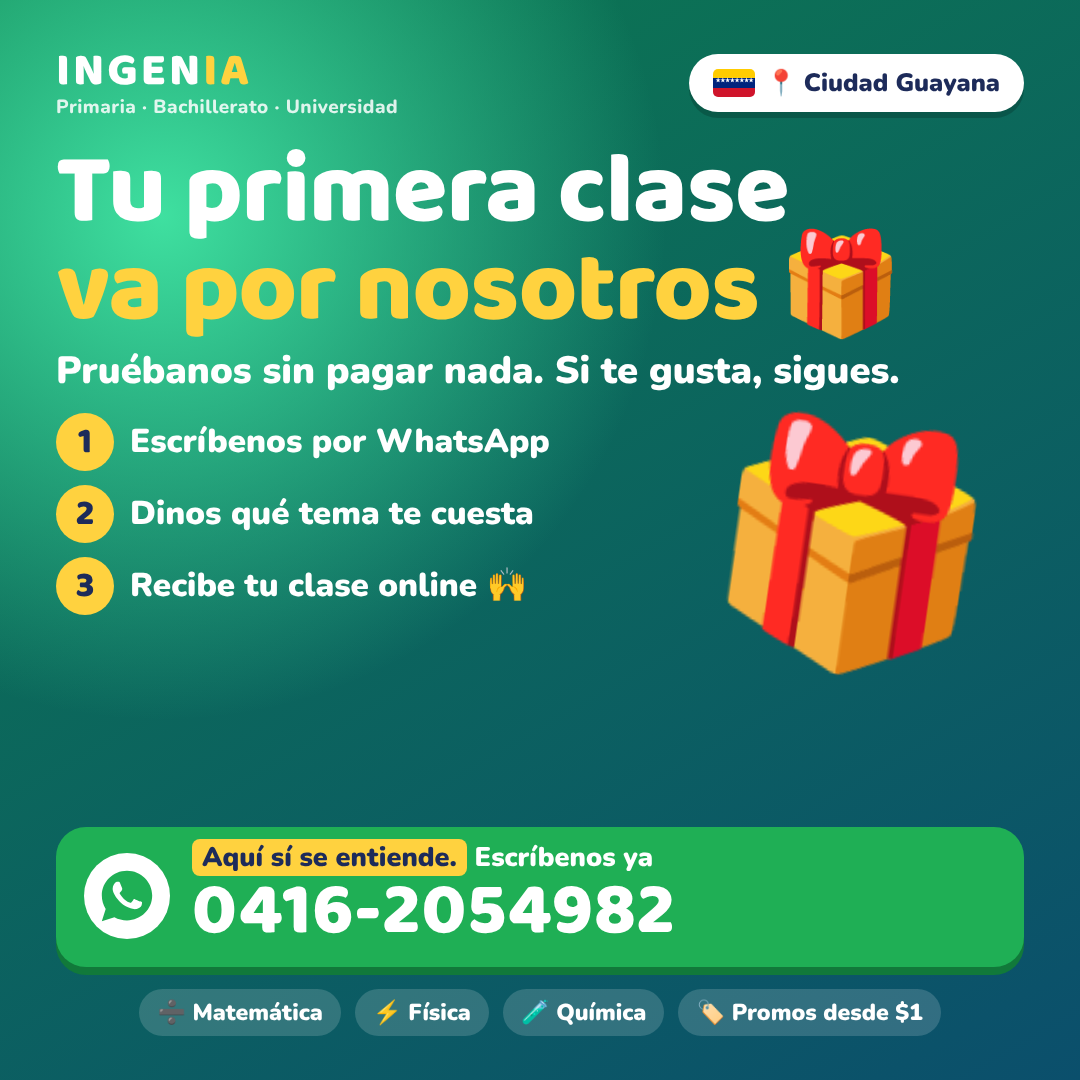 INGENIA
Primaria · Bachillerato · Universidad
Ciudad Guayana
Tu primera clase
va por nosotros
Pruébanos sin pagar nada. Si te gusta, sigues.
1 Escríbenos por WhatsApp
2 Dinos qué tema te cuesta
3 Recibe tu clase online
Aquí sí se entiende. Escríbenos ya
0416-2054982
Matemática
Física
Química
Promos desde $1